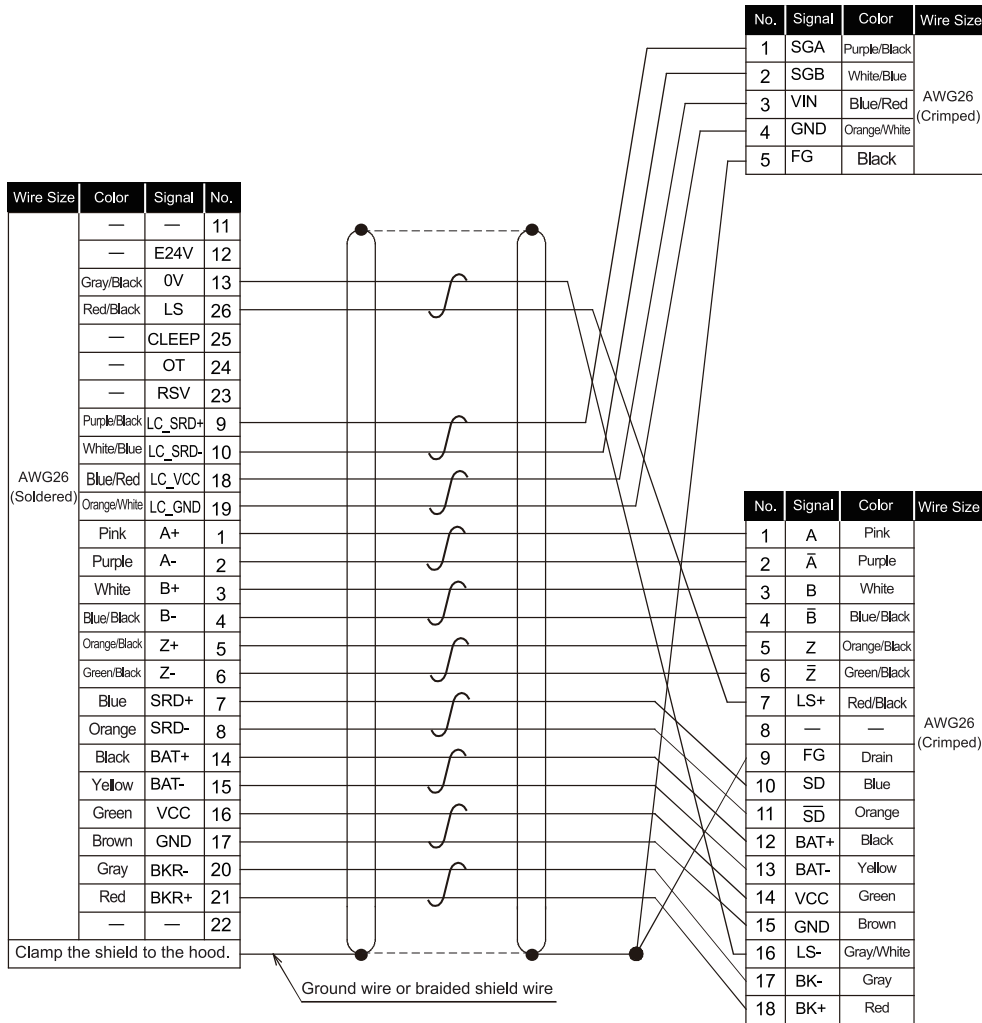 No. Signal Color Wire Size
1 SGA Purple/Black
2 SGB White/Blue
3 VIN Blue/Red
4 GND Orange/White
5 FG Black
AWG26
(Crimped)
Wire Size Color Signal No.
— — 11
— E24V 12
Gray/Black 0V 13
Red/Black LS 26
— CLEEP 25
— OT 24
— RSV 23
Purple/Black LC_SRD+ 9
White/Blue LC_SRD- 10
Blue/Red LC_VCC 18
Orange/White LC_GND 19
Pink A+ 1
Purple A- 2
White B+ 3
Blue/Black B- 4
Orange/Black Z+ 5
Green/Black Z- 6
Blue SRD+ 7
Orange SRD- 8
Black BAT+ 14
Yellow BAT- 15
Green VCC 16
Brown GND 17
Gray BKR- 20
Red BKR+ 21
— — 22
AWG26
(Soldered)
Clamp the shield to the hood.
Ground wire or braided shield wire
No. Signal Color Wire Size
1 A Pink
2 A̅ Purple
3 B White
4 B̅ Blue/Black
5 Z Orange/Black
6 Z̅ Green/Black
7 LS+ Red/Black
8 — —
9 FG Drain
10 SD Blue
11 S̅D̅ Orange
12 BAT+ Black
13 BAT- Yellow
14 VCC Green
15 GND Brown
16 LS- Gray/White
17 BK- Gray
18 BK+ Red
AWG26
(Crimped)